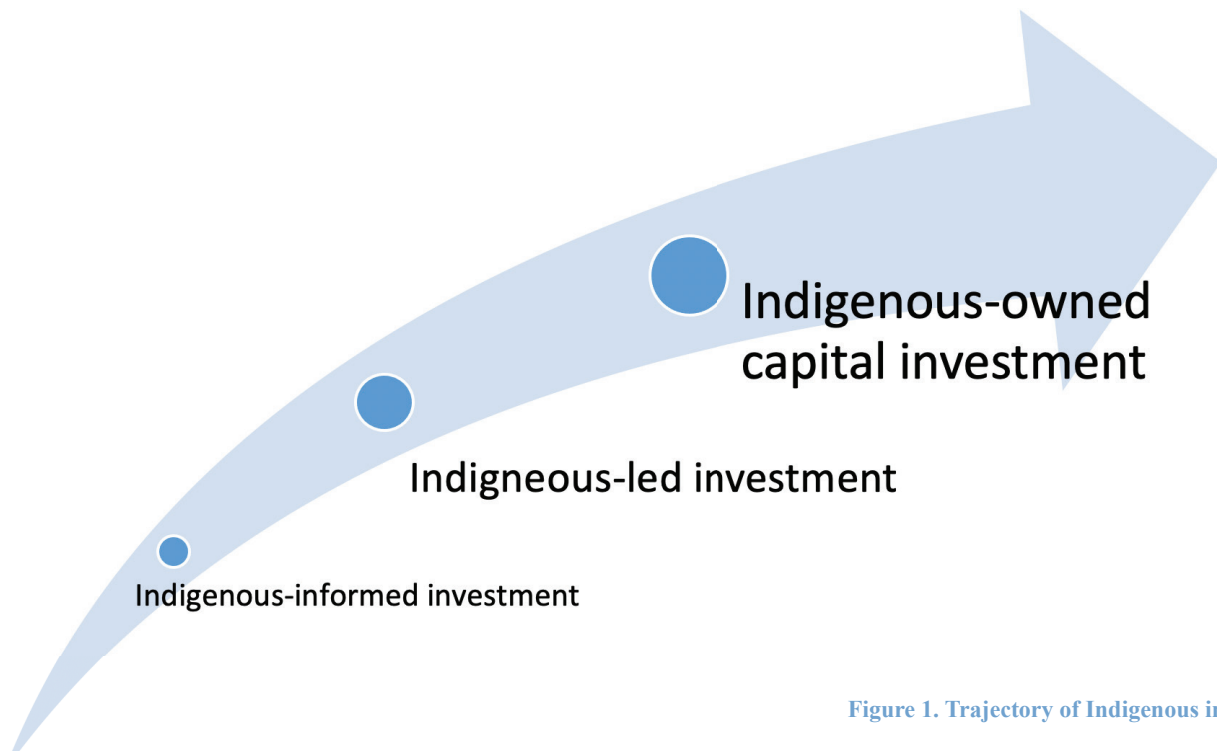 Indigenous-owned
capital investment
Indigneous-led investment
Indigenous-informed investment
Figure 1. Trajectory of Indigenous